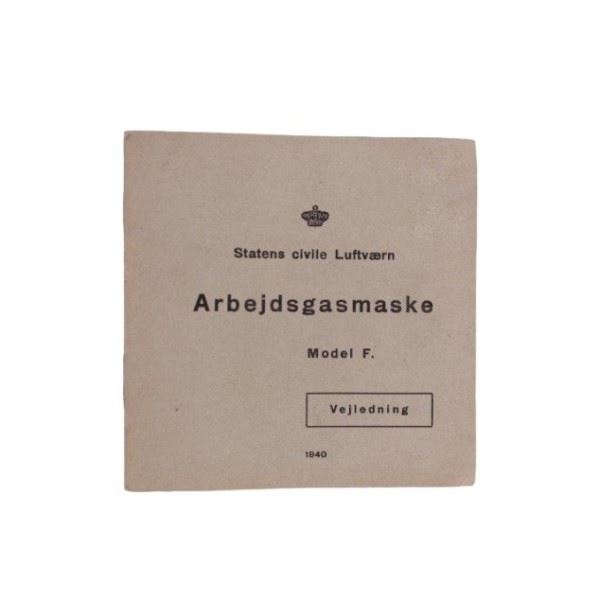 Statens civile Luftværn
Arbejdsgasmaske
Model F.
Vejledning
1940